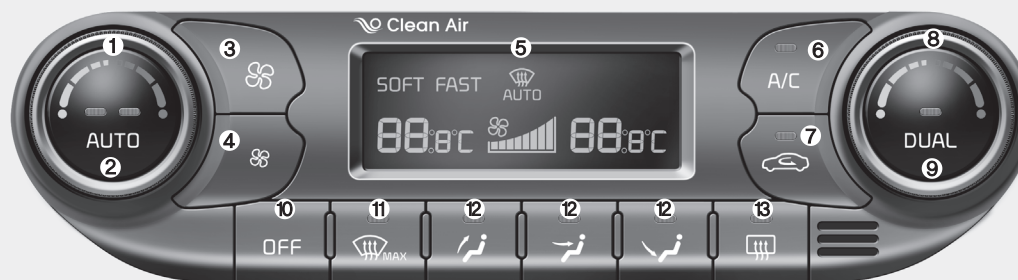 Clean Air
① ③ ⑤ ⑥ ⑧
SOFT FAST
AUTO
A/C
AUTO
DUAL
④ ⑦
88.8°C 88.8°C
② ⑨
⑩ ⑪ ⑫ ⑫ ⑫ ⑬
OFF
MAX